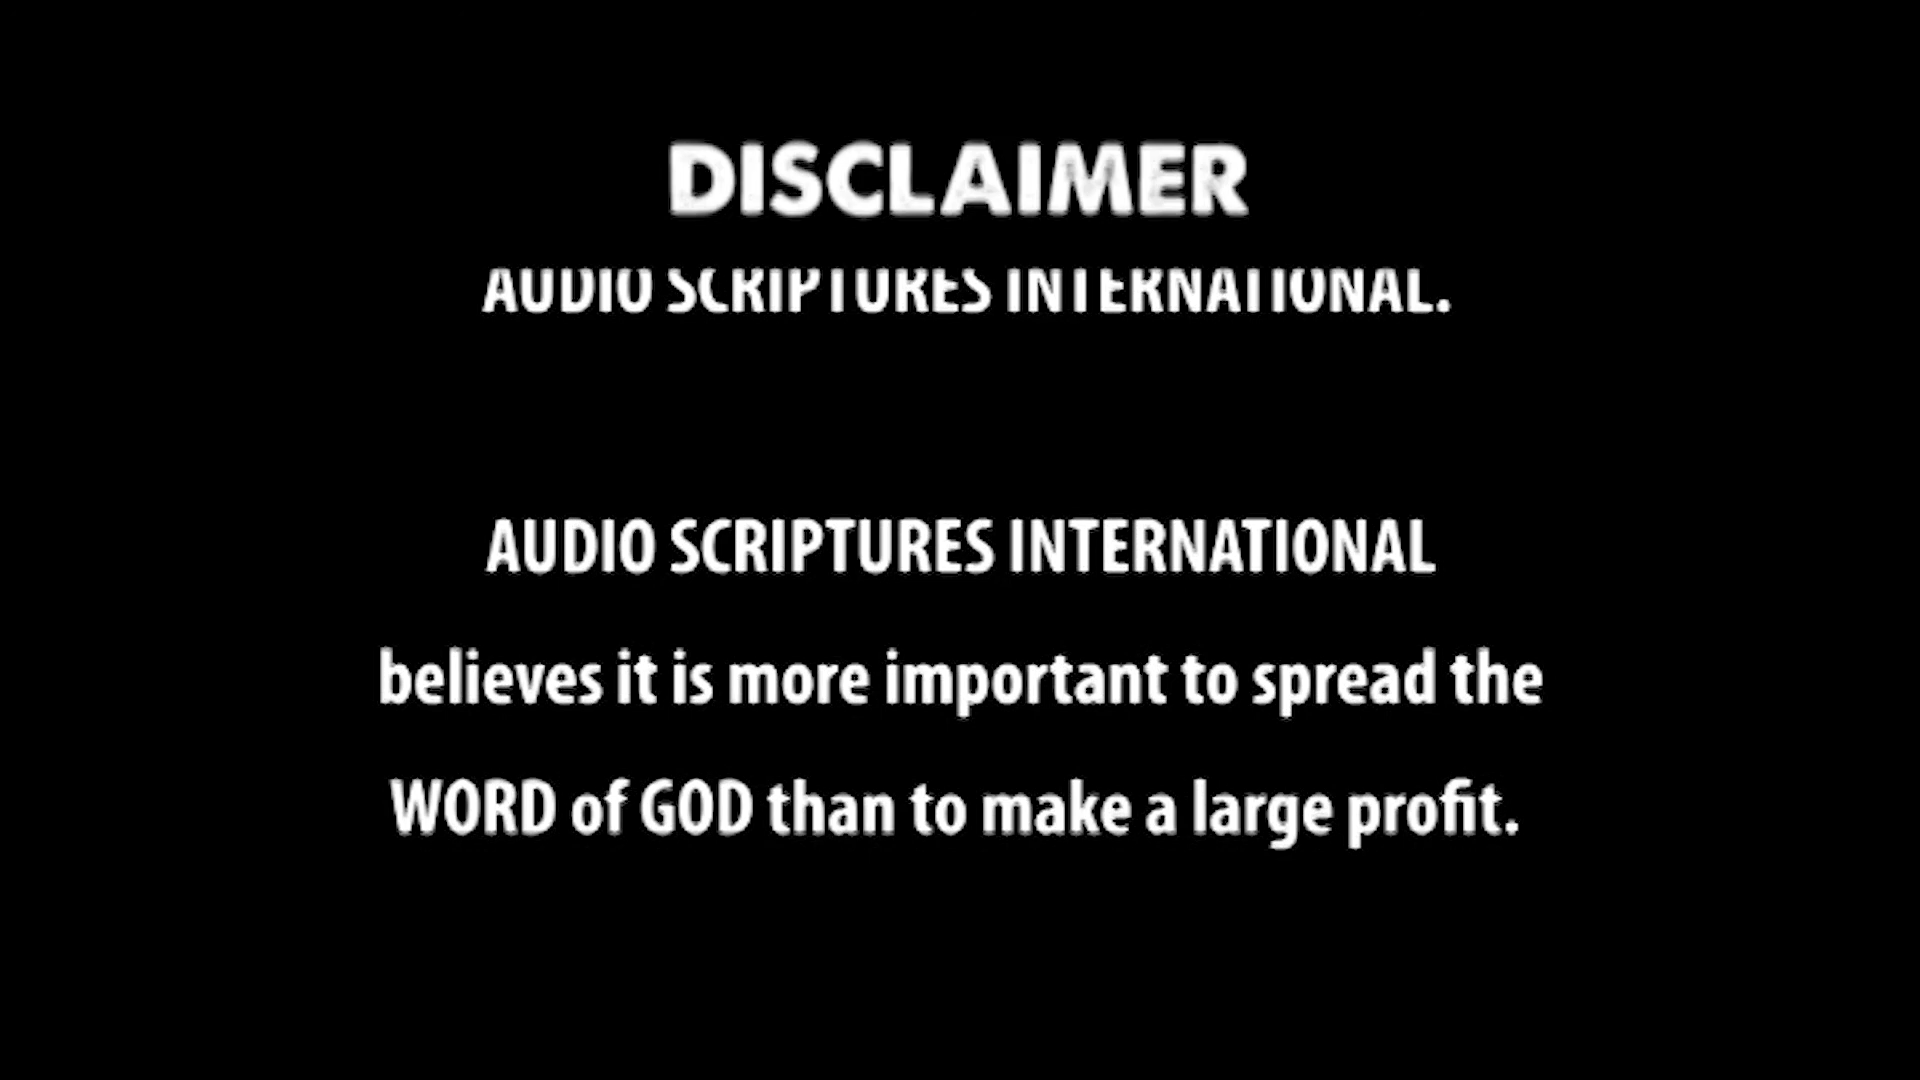 DISCLAIMER
AUDIO SCRIPTURES INTERNATIONAL.
AUDIO SCRIPTURES INTERNATIONAL
believes it is more important to spread the
WORD of GOD than to make a large profit.